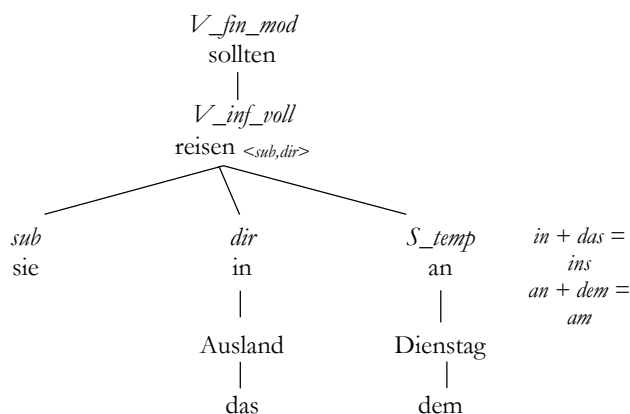 V_fin_mod
sollten
V_inf_voll
reisen <sub,dir>
sub dir S_temp in + das =
sie in an ins
an + dem =
am
Ausland Dienstag
das dem